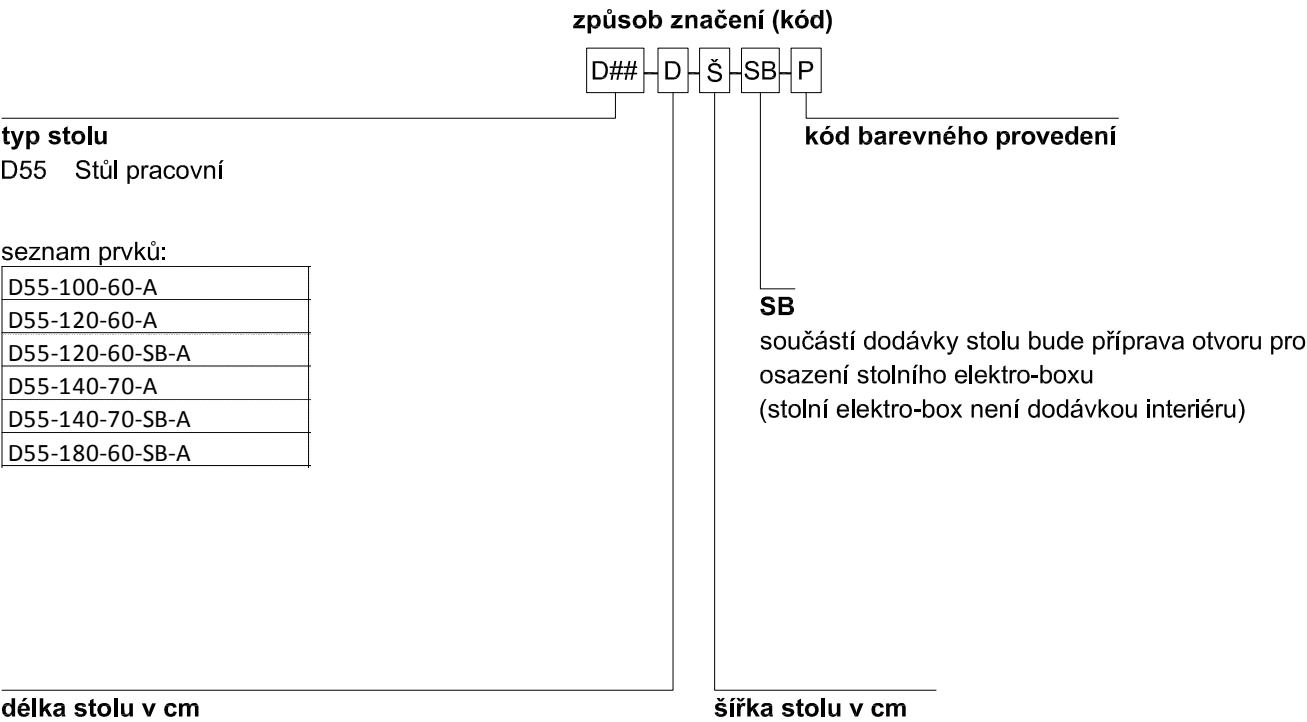 způsob značení (kód)
D## D Š SB P
typ stolu
kód barevného provedení
D55 Stůl pracovní
seznam prvků:
D55-100-60-A
D55-120-60-A
D55-120-60-SB-A
D55-140-70-A
D55-140-70-SB-A
D55-180-60-SB-A
SB
součástí dodávky stolu bude příprava otvoru pro
osazení stolního elektro-boxu
(stolní elektro-box není dodávkou interiéru)
délka stolu v cm
šířka stolu v cm